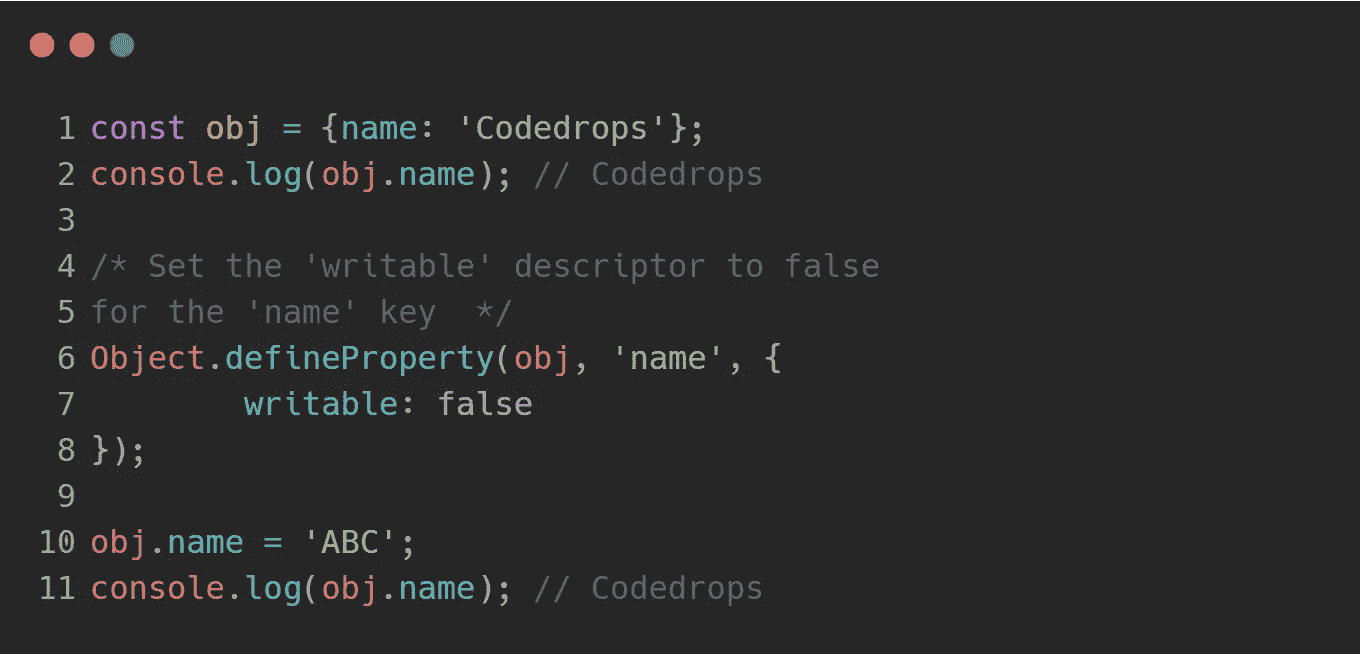 1 const obj = {name: 'Codedrops'};
2 console.log(obj.name); // Codedrops
3
4 /* Set the 'writable' descriptor to false
5 for the 'name' key  */
6 Object.defineProperty(obj, 'name', {
7         writable: false
8 });
9
10 obj.name = 'ABC';
11 console.log(obj.name); // Codedrops